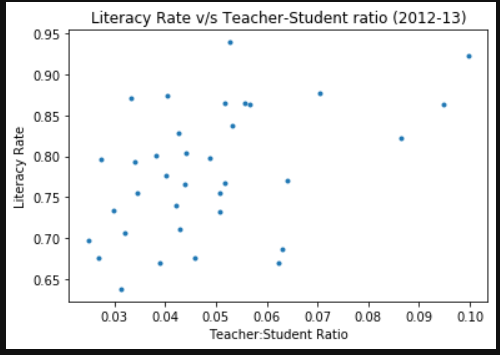 Literacy Rate v/s Teacher-Student ratio (2012-13)
0.95
0.90
0.85
0.80
0.75
0.70
0.65
Literacy Rate
0.03 0.04 0.05 0.06 0.07 0.08 0.09 0.10
Teacher:Student Ratio